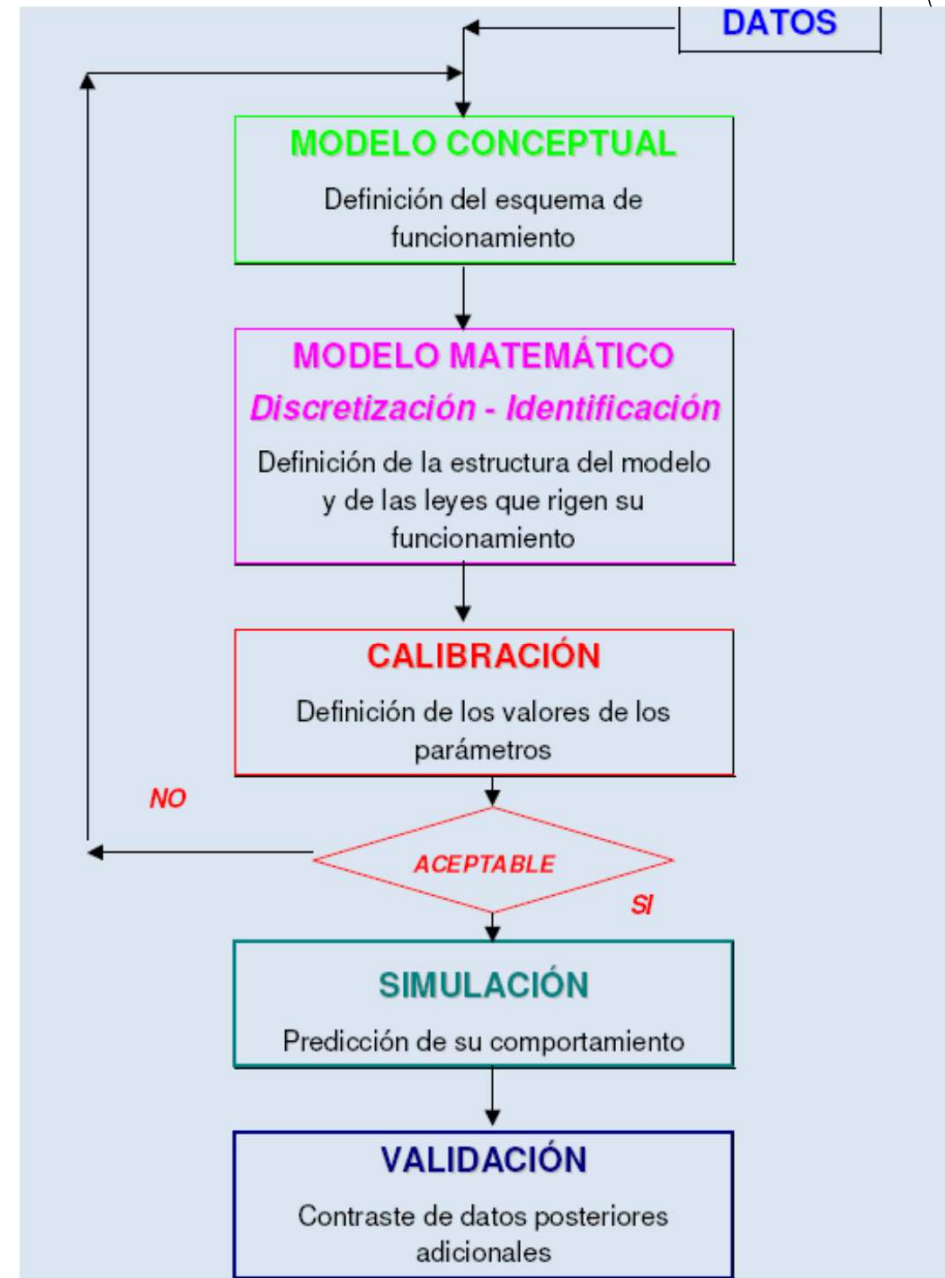 DATOS
MODELO CONCEPTUAL
Definición del esquema de
funcionamiento
MODELO MATEMÁTICO
Discretización - Identificación
Definición de la estructura del modelo
y de las leyes que rigen su
funcionamiento
CALIBRACIÓN
Definición de los valores de los
parámetros
NO
ACEPTABLE
SI
SIMULACIÓN
Predicción de su comportamiento
VALIDACIÓN
Contraste de datos posteriores
adicionales